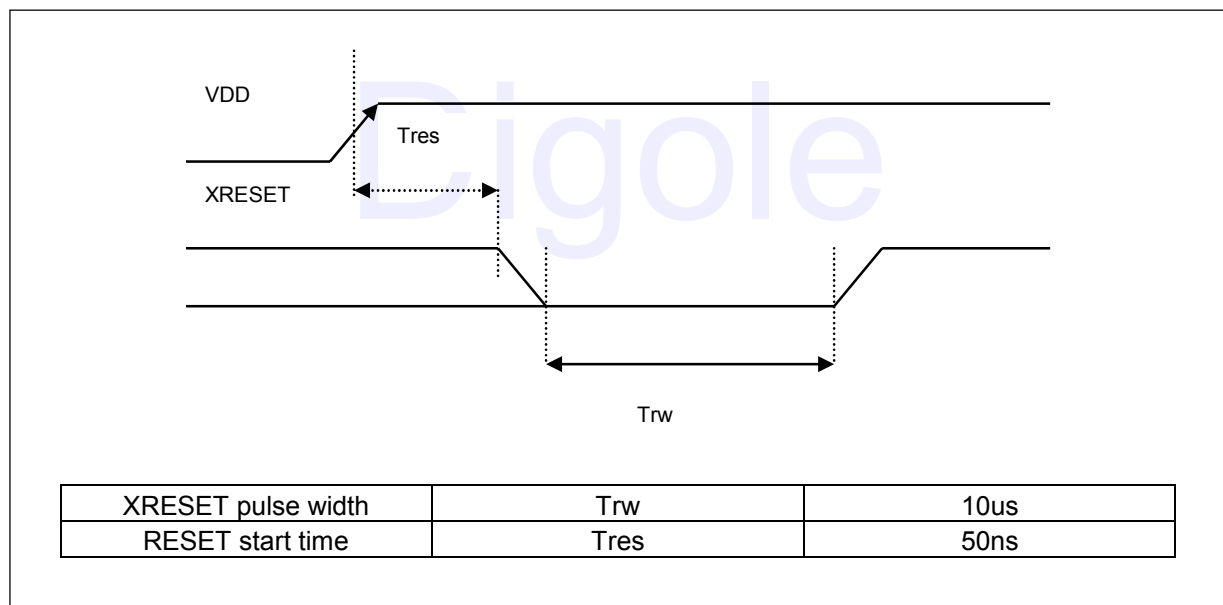 VDD
Digole
Tres
XRESET
Trw
XRESET pulse width Trw 10us
RESET start time Tres 50ns